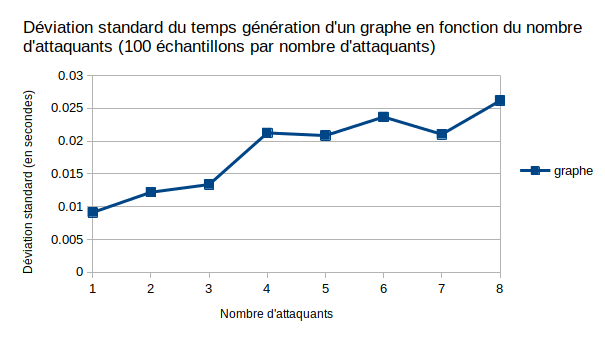 Déviation standard du temps génération d'un graphe en fonction du nombre
d'attaquants (100 échantillons par nombre d'attaquants)
0.03
0.025
0.02
0.015
0.01
0.005
0
Déviation standard (en secondes)
1 2 3 4 5 6 7 8
Nombre d'attaquants
graphe